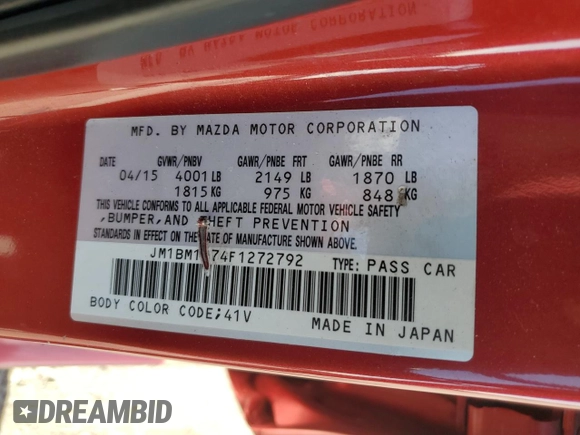 MFD. BY MAZDA MOTOR CORPORATION
DATE GVWR/PNBV GAWR/PNBE FRT GAWR/PNBE RR
04/15 4001 LB 2149 LB 1870 LB
1815 KG 975 KG 848 KG
THIS VEHICLE CONFORMS TO ALL APPLICABLE FEDERAL MOTOR VEHICLE SAFETY
,BUMPER,AND THEFT PREVENTION
STANDARDS IN EFFECT ON THE DATE OF MANUFACTURE SHOWN ABOVE.
TYPE: PASS CAR
BODY COLOR CODE;41V
MADE IN JAPAN
DREAMBID